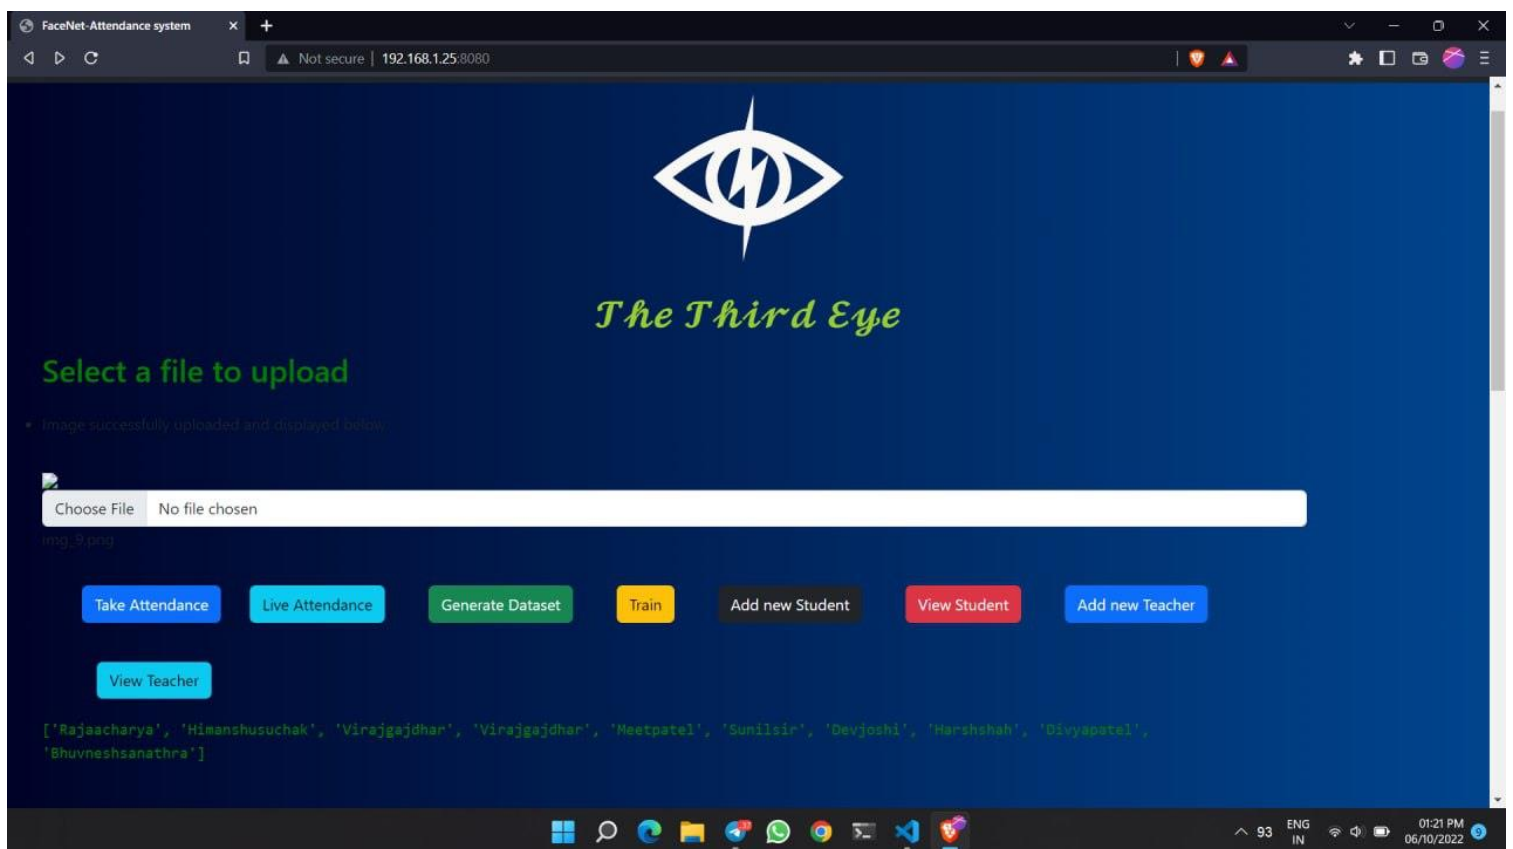 FaceNet-Attendance system
Not secure | 192.168.1.25:8080
The Third Eye
Select a file to upload
Image successfully uploaded and displayed below
Choose File No file chosen
img_9.png
Take Attendance Live Attendance Generate Dataset Train Add new Student View Student Add new Teacher
View Teacher
['Rajaacharya', 'Himanshusuchak', 'Virajgajdhar', 'Virajgajdhar', 'Meetpatel', 'Sunilsir', 'Devjoshi', 'Harshshah', 'Divyapatel',
'Bhuvneshsanathra']
93 ENG 01:21 PM
IN 06/10/2022 9